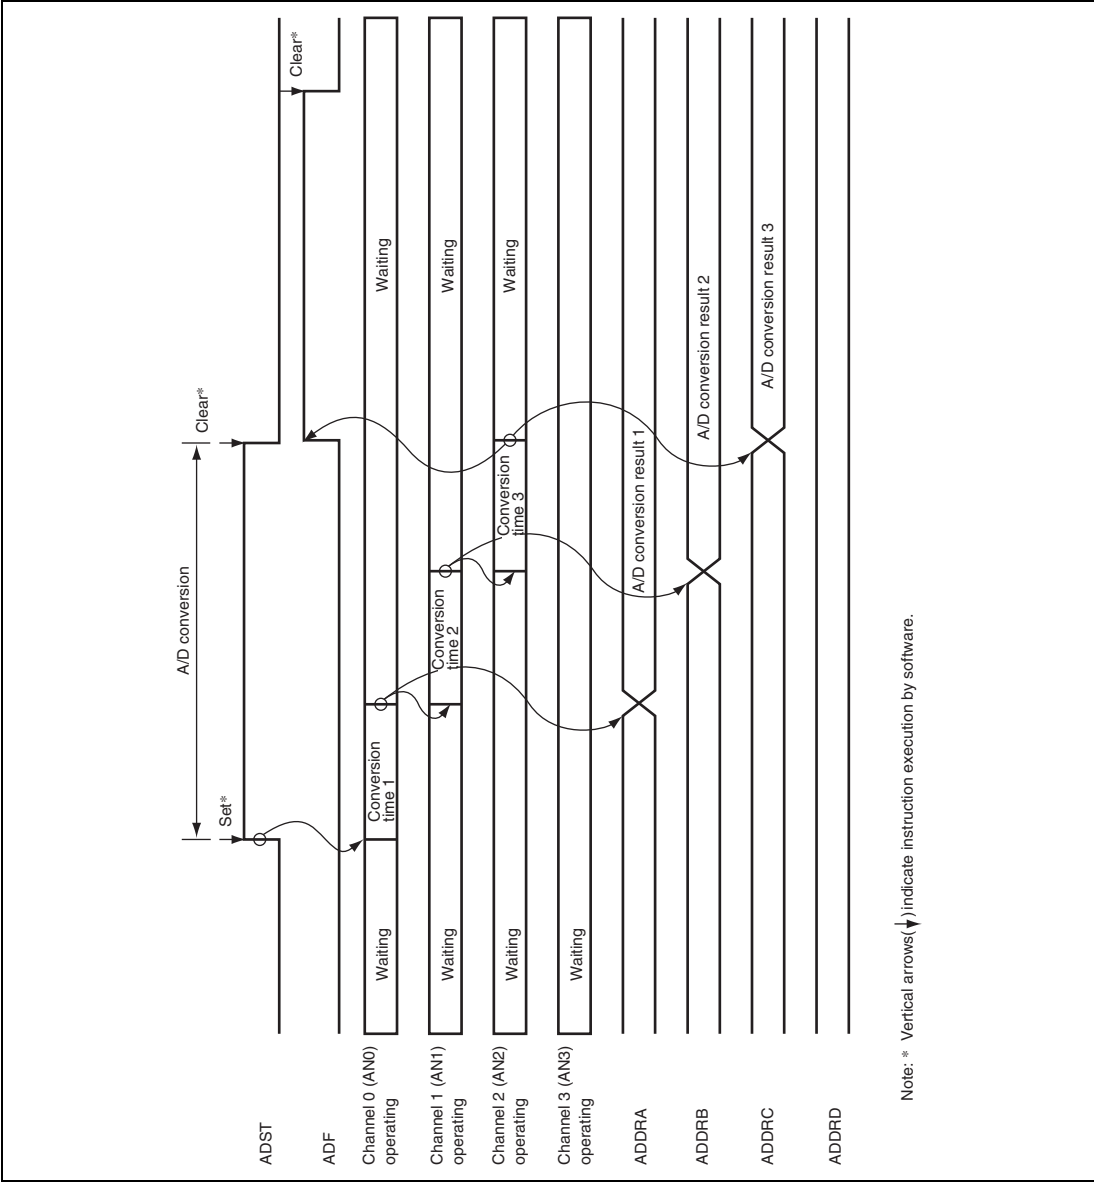 A/D conversion
Set*
Clear*
Clear*
ADST
ADF
Channel 0 (AN0)
operating
Waiting
Conversion
time 1
Waiting
Channel 1 (AN1)
operating
Waiting
Conversion
time 2
Waiting
Channel 2 (AN2)
operating
Waiting
Conversion
time 3
Waiting
Channel 3 (AN3)
operating
Waiting
ADDRA
A/D conversion result 1
ADDRB
A/D conversion result 2
ADDRC
A/D conversion result 3
ADDRD
Note: * Vertical arrows(↓)indicate instruction execution by software.